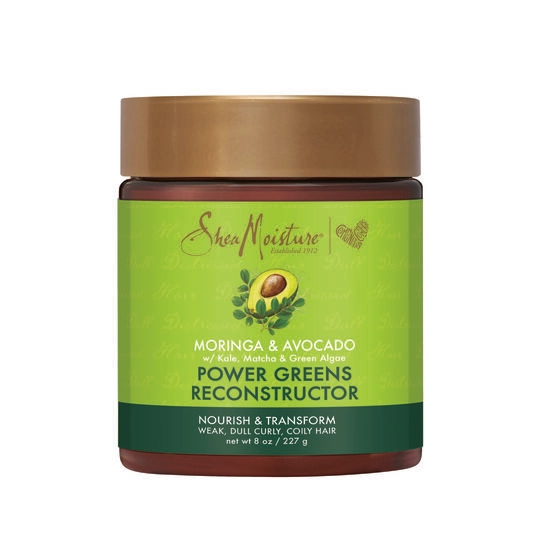 SheaMoisture®
Established 1912
MORINGA & AVOCADO
w/ Kale, Matcha & Green Algae
POWER GREENS
RECONSTRUCTOR
NOURISH & TRANSFORM
WEAK, DULL CURLY, COILY HAIR
net wt 8 oz / 227 g